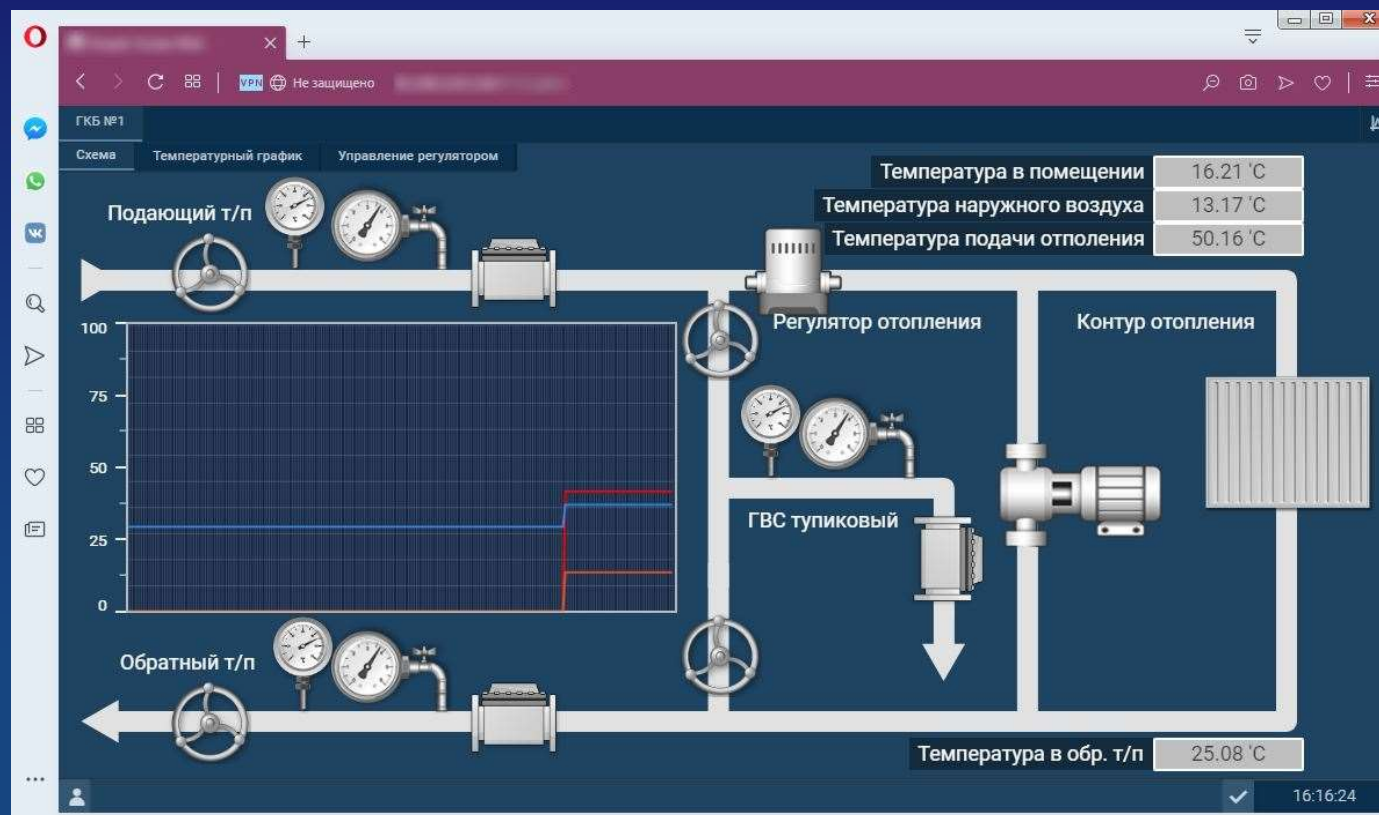 VPN Не защищено
ГКБ №1
Схема Температурный график Управление регулятором
Температура в помещении 16.21 'C
Температура наружного воздуха 13.17 'C
Температура подачи отполения 50.16 'C
Подающий т/п
Регулятор отопления
Контур отопления
100
75
50
25
0
ГВС тупиковый
Обратный т/п
Температура в обр. т/п 25.08 'C
16:16:24